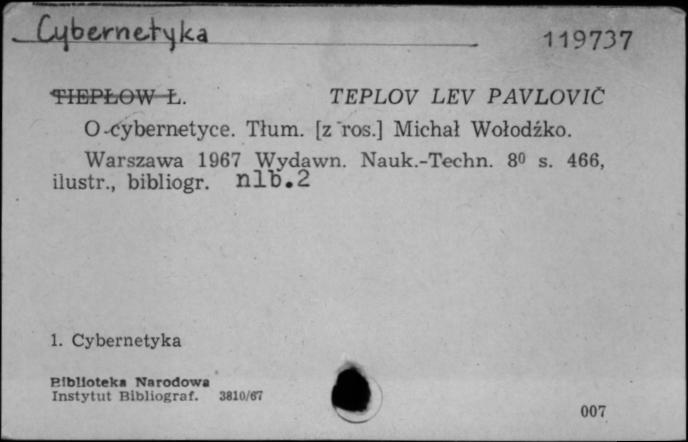 Cybernetyka
119737
TIEPŁOW Ł. TEPLOV LEV PAVLOVIČ
O cybernetyce. Tłum. [z ros.] Michał Wołodźko.
Warszawa 1967 Wydawn. Nauk.-Techn. 8⁰ s. 466,
ilustr., bibliogr. nlb.2
1. Cybernetyka
Biblioteka Narodowa
Instytut Bibliograf. 3810/67
007